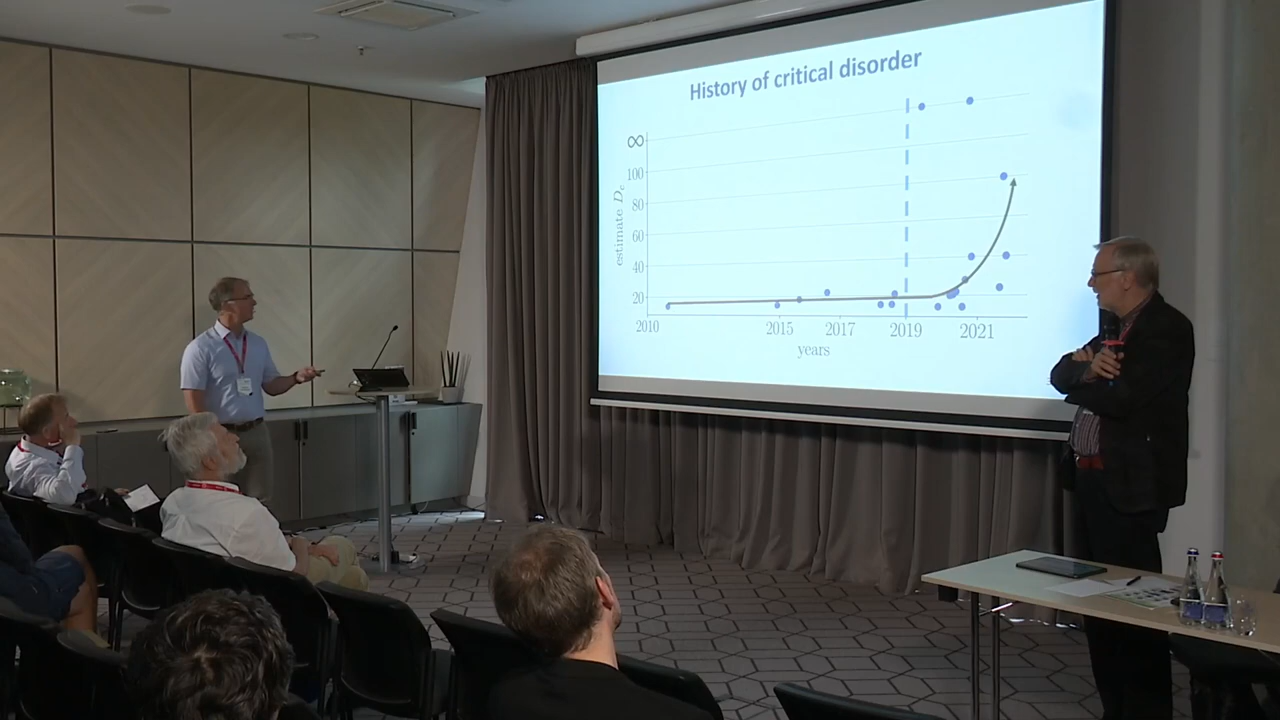 History of critical disorder
∞
100
80
60
40
20
estimate D_c
2010 2015 2017 2019 2021
years